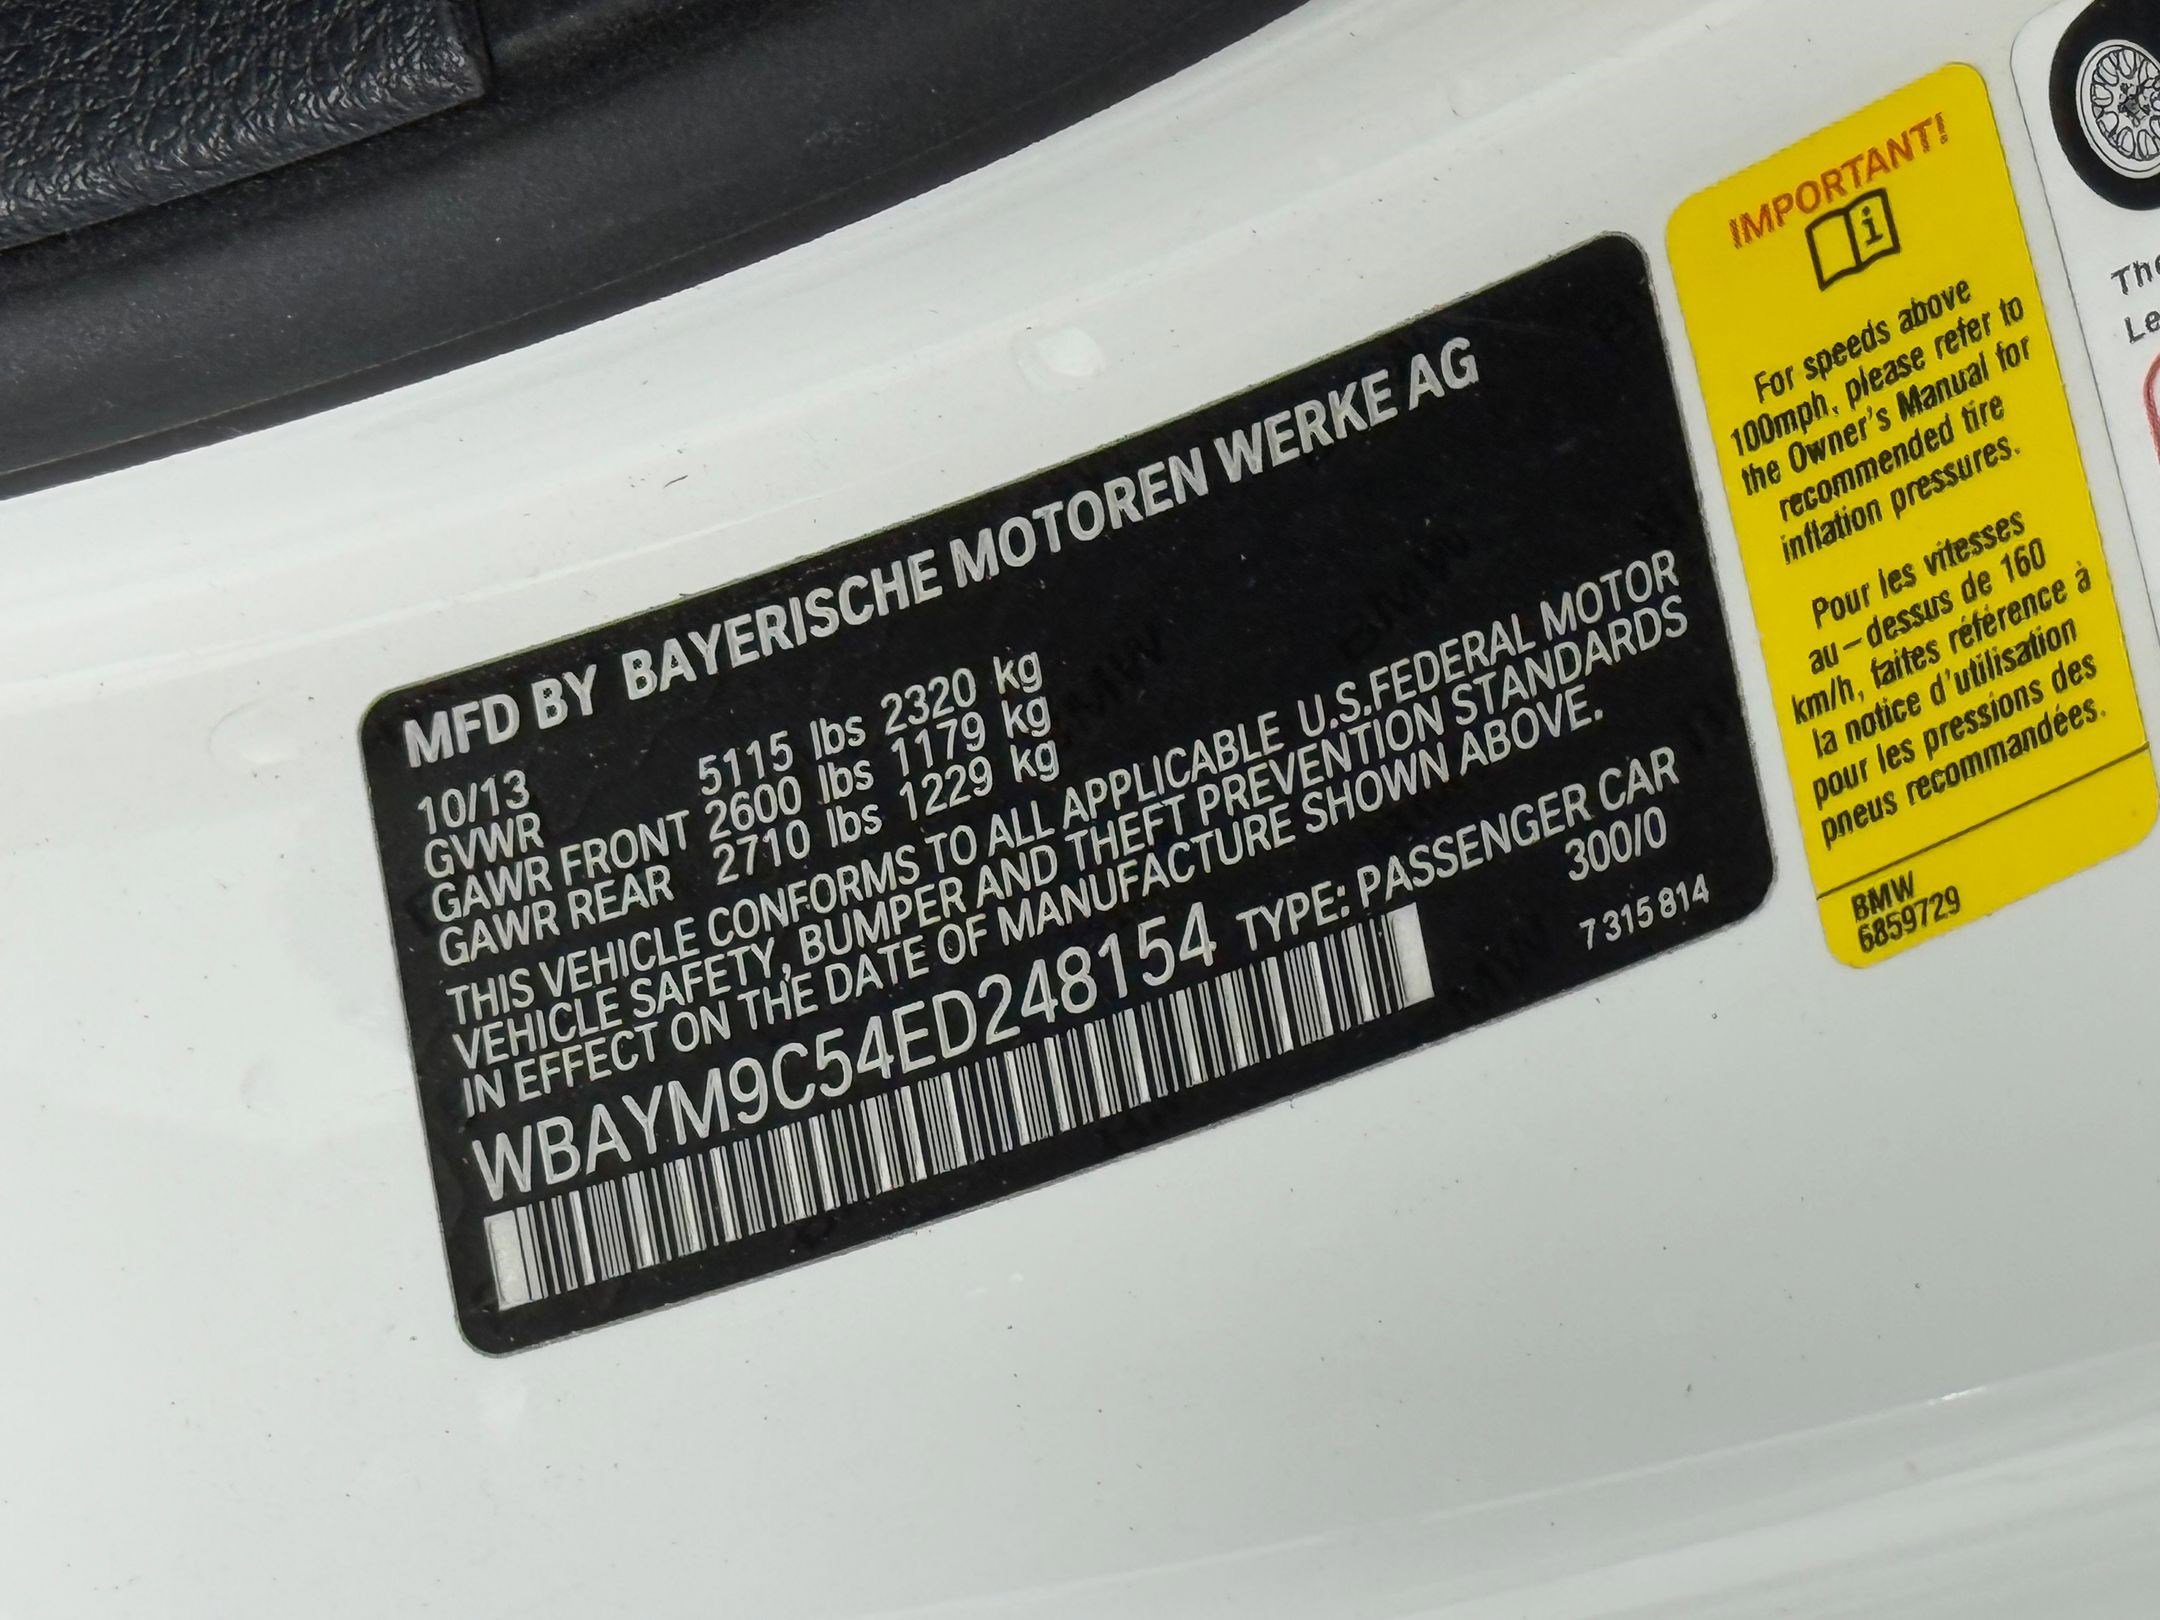 MFD BY BAYERISCHE MOTOREN WERKE AG
10/13
GVWR 5115 lbs 2320 kg
GAWR FRONT 2600 lbs 1179 kg
GAWR REAR 2710 lbs 1229 kg
THIS VEHICLE CONFORMS TO ALL APPLICABLE U.S.FEDERAL MOTOR
VEHICLE SAFETY, BUMPER AND THEFT PREVENTION STANDARDS
IN EFFECT ON THE DATE OF MANUFACTURE SHOWN ABOVE.
WBAYM9C54ED248154 TYPE: PASSENGER CAR
300/0
7 315 814
IMPORTANT!
i
For speeds above
100mph, please refer to
the Owner's Manual for
recommended tire
inflation pressures.
Pour les vitesses
au-dessus de 160
km/h, faites référence à
la notice d'utilisation
pour les pressions des
pneus recommandées.
BMW
6859729